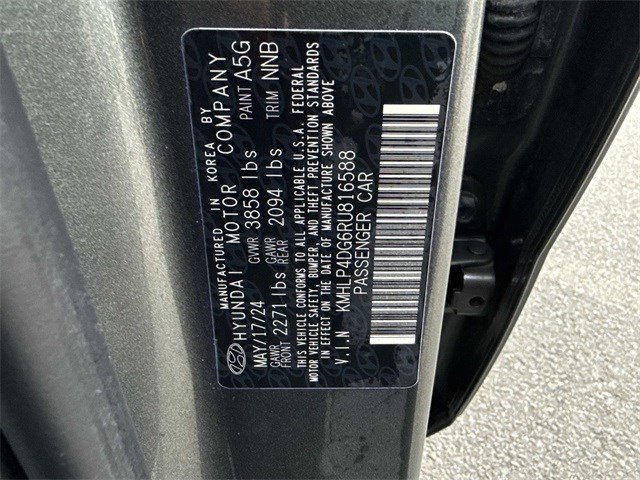 MANUFACTURED IN KOREA BY
HYUNDAI MOTOR COMPANY
MAY/17/24 GVWR 3858 lbs PAINT A5G
GAWR FRONT 2271 lbs GAWR REAR 2094 lbs TRIM NNB
THIS VEHICLE CONFORMS TO ALL APPLICABLE U.S.A. FEDERAL
MOTOR VEHICLE SAFETY, BUMPER, AND THEFT PREVENTION STANDARDS
IN EFFECT ON THE DATE OF MANUFACTURE SHOWN ABOVE
V.I.N KMHLP4DG6RU816588
PASSENGER CAR